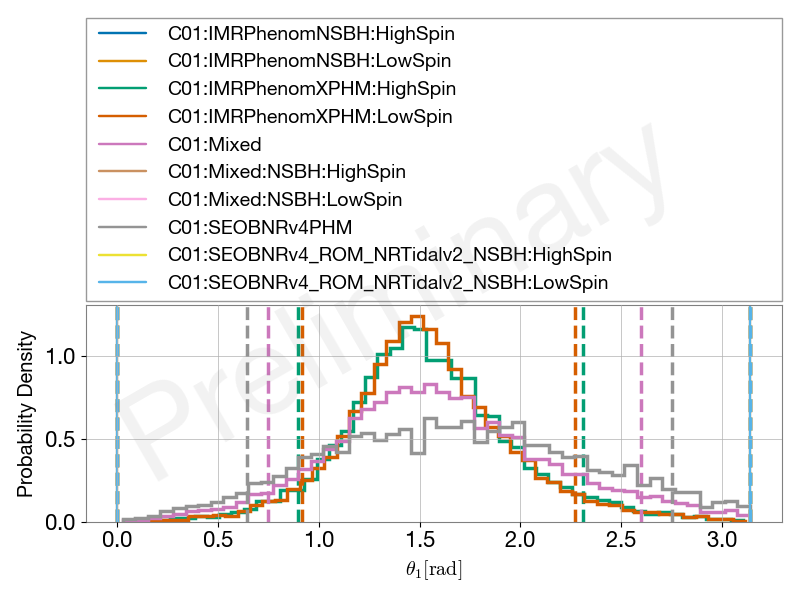 C01:IMRPhenomNSBH:HighSpin
C01:IMRPhenomNSBH:LowSpin
C01:IMRPhenomXPHM:HighSpin
C01:IMRPhenomXPHM:LowSpin
C01:Mixed
C01:Mixed:NSBH:HighSpin
C01:Mixed:NSBH:LowSpin
C01:SEOBNRv4PHM
C01:SEOBNRv4_ROM_NRTidalv2_NSBH:HighSpin
C01:SEOBNRv4_ROM_NRTidalv2_NSBH:LowSpin
Preliminary
Probability Density
1.0
0.5
0.0
0.0 0.5 1.0 1.5 2.0 2.5 3.0
θ₁[rad]